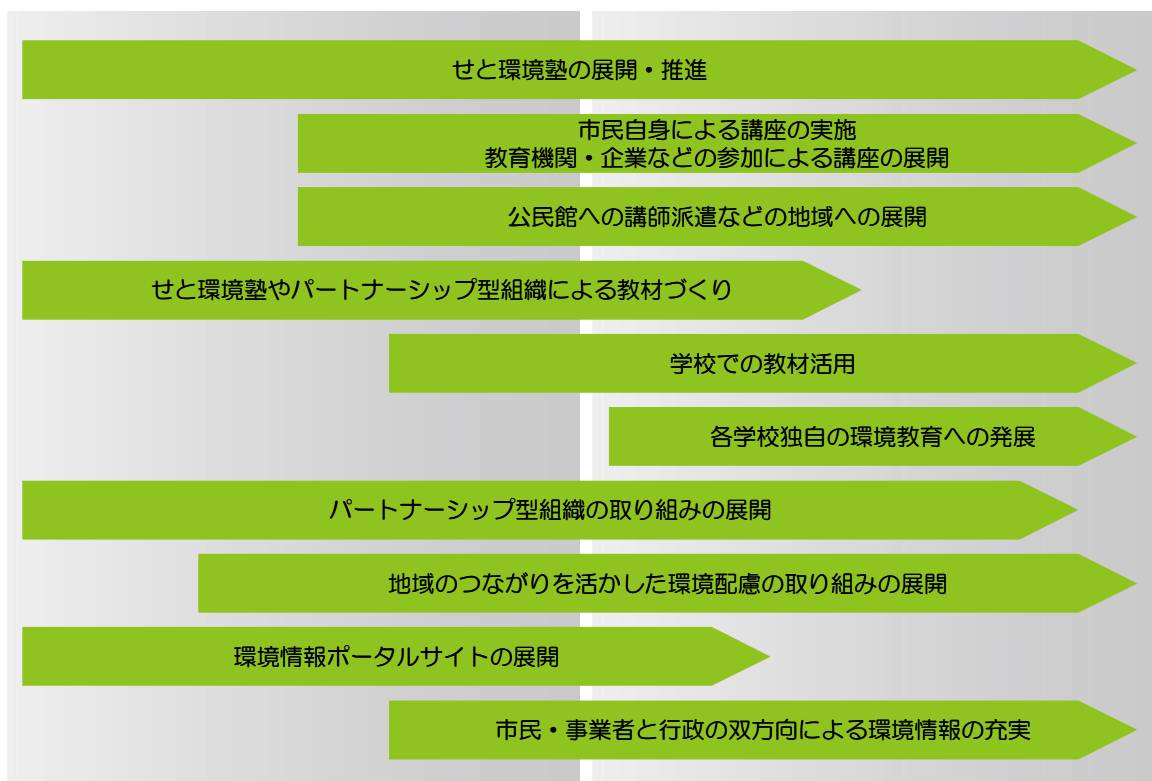 せと環境塾の展開・推進
市民自身による講座の実施
教育機関・企業などの参加による講座の展開
公民館への講師派遣などの地域への展開
せと環境塾やパートナーシップ型組織による教材づくり
学校での教材活用
各学校独自の環境教育への発展
パートナーシップ型組織の取り組みの展開
地域のつながりを活かした環境配慮の取り組みの展開
環境情報ポータルサイトの展開
市民・事業者と行政の双方向による環境情報の充実